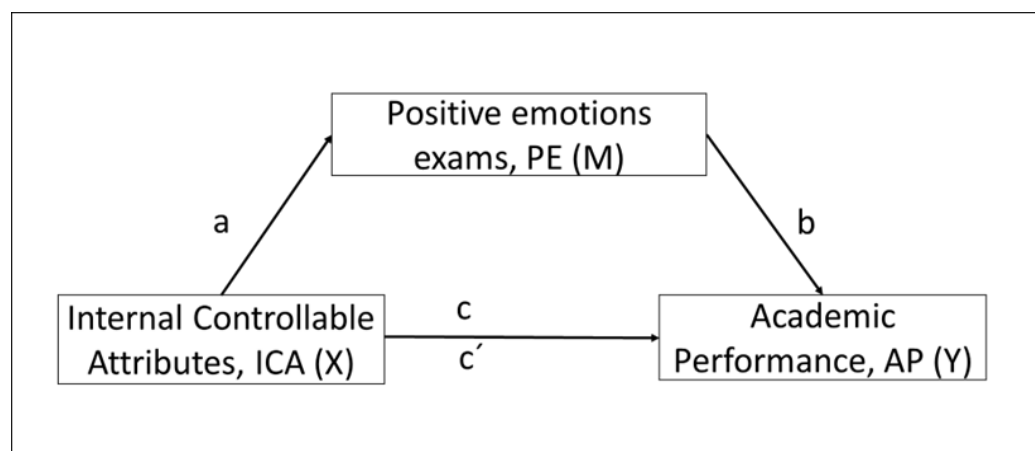 Positive emotions
exams, PE (M)
a
b
Internal Controllable
Attributes, ICA (X)
c
c´
Academic
Performance, AP (Y)